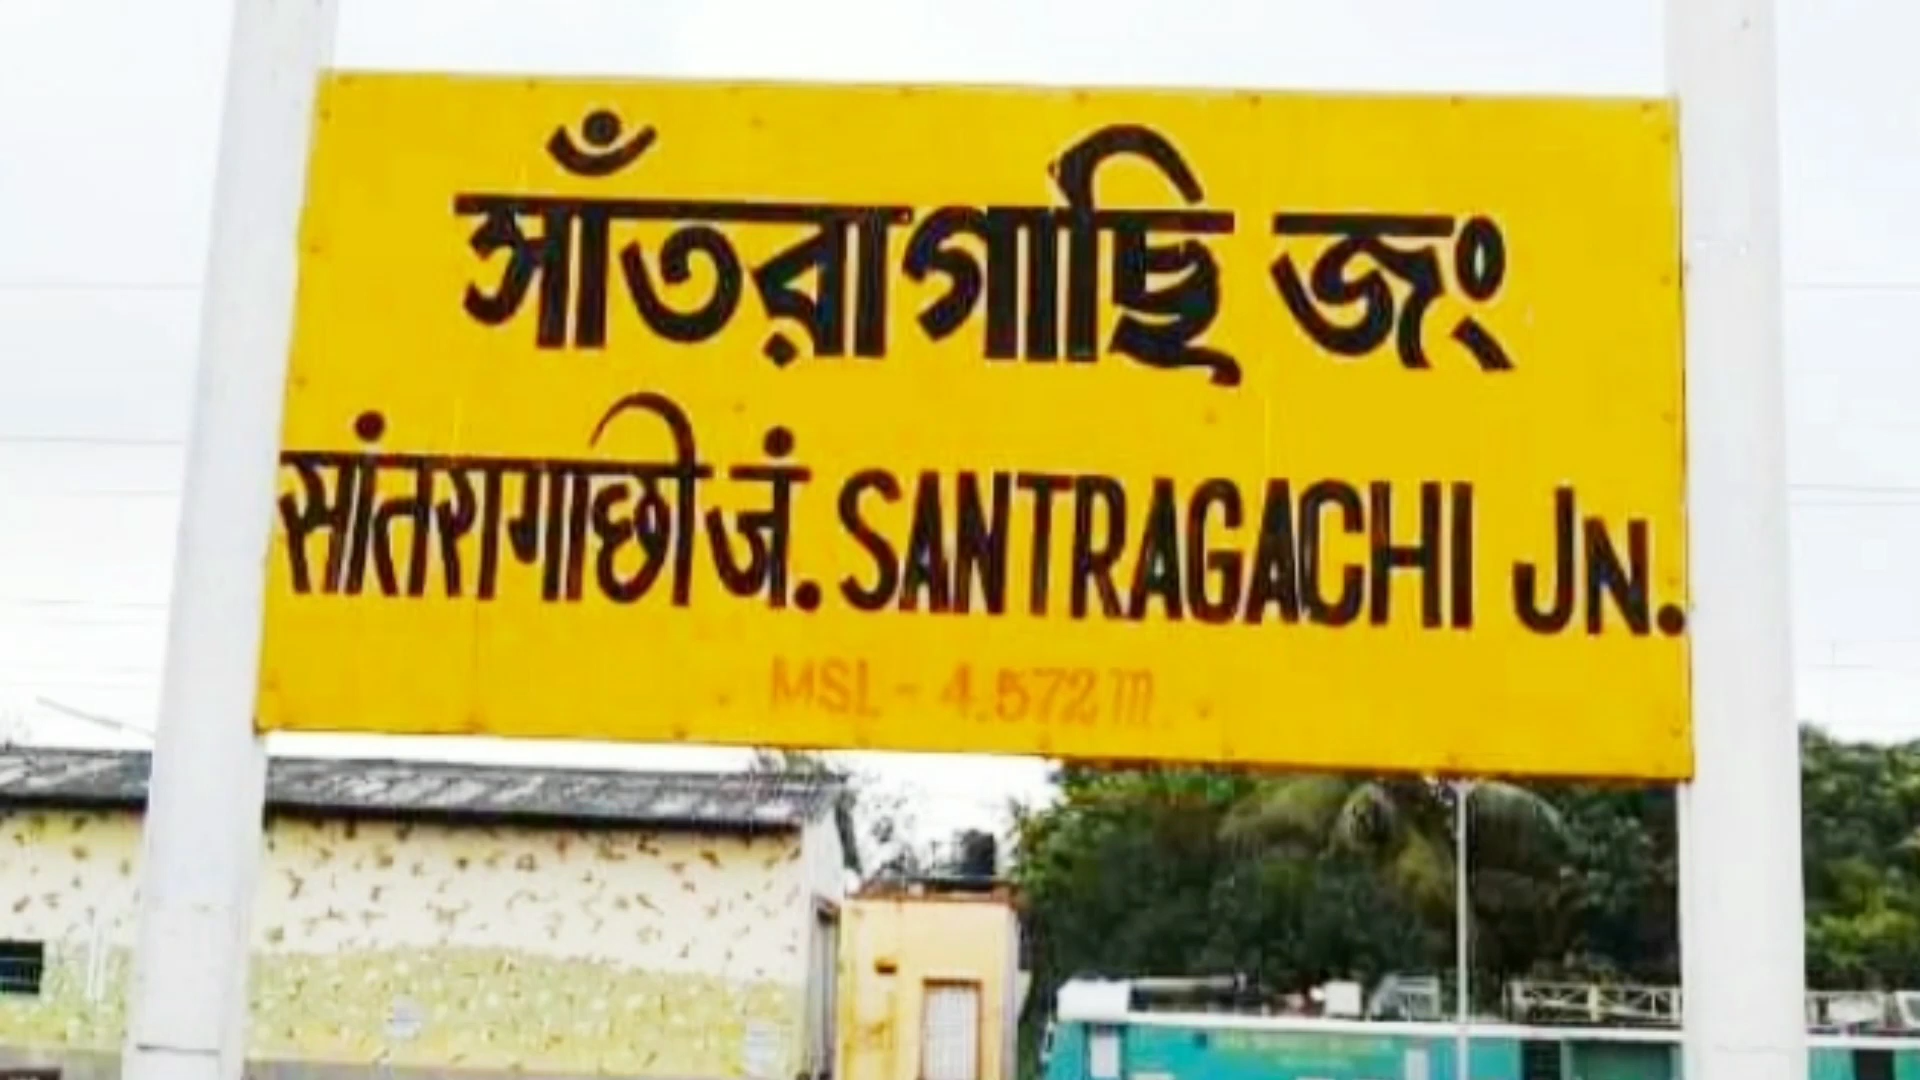 সাঁতরাগাছি জং
सांतरागाछी जं. SANTRAGACHI JN.
MSL - 4.572 m